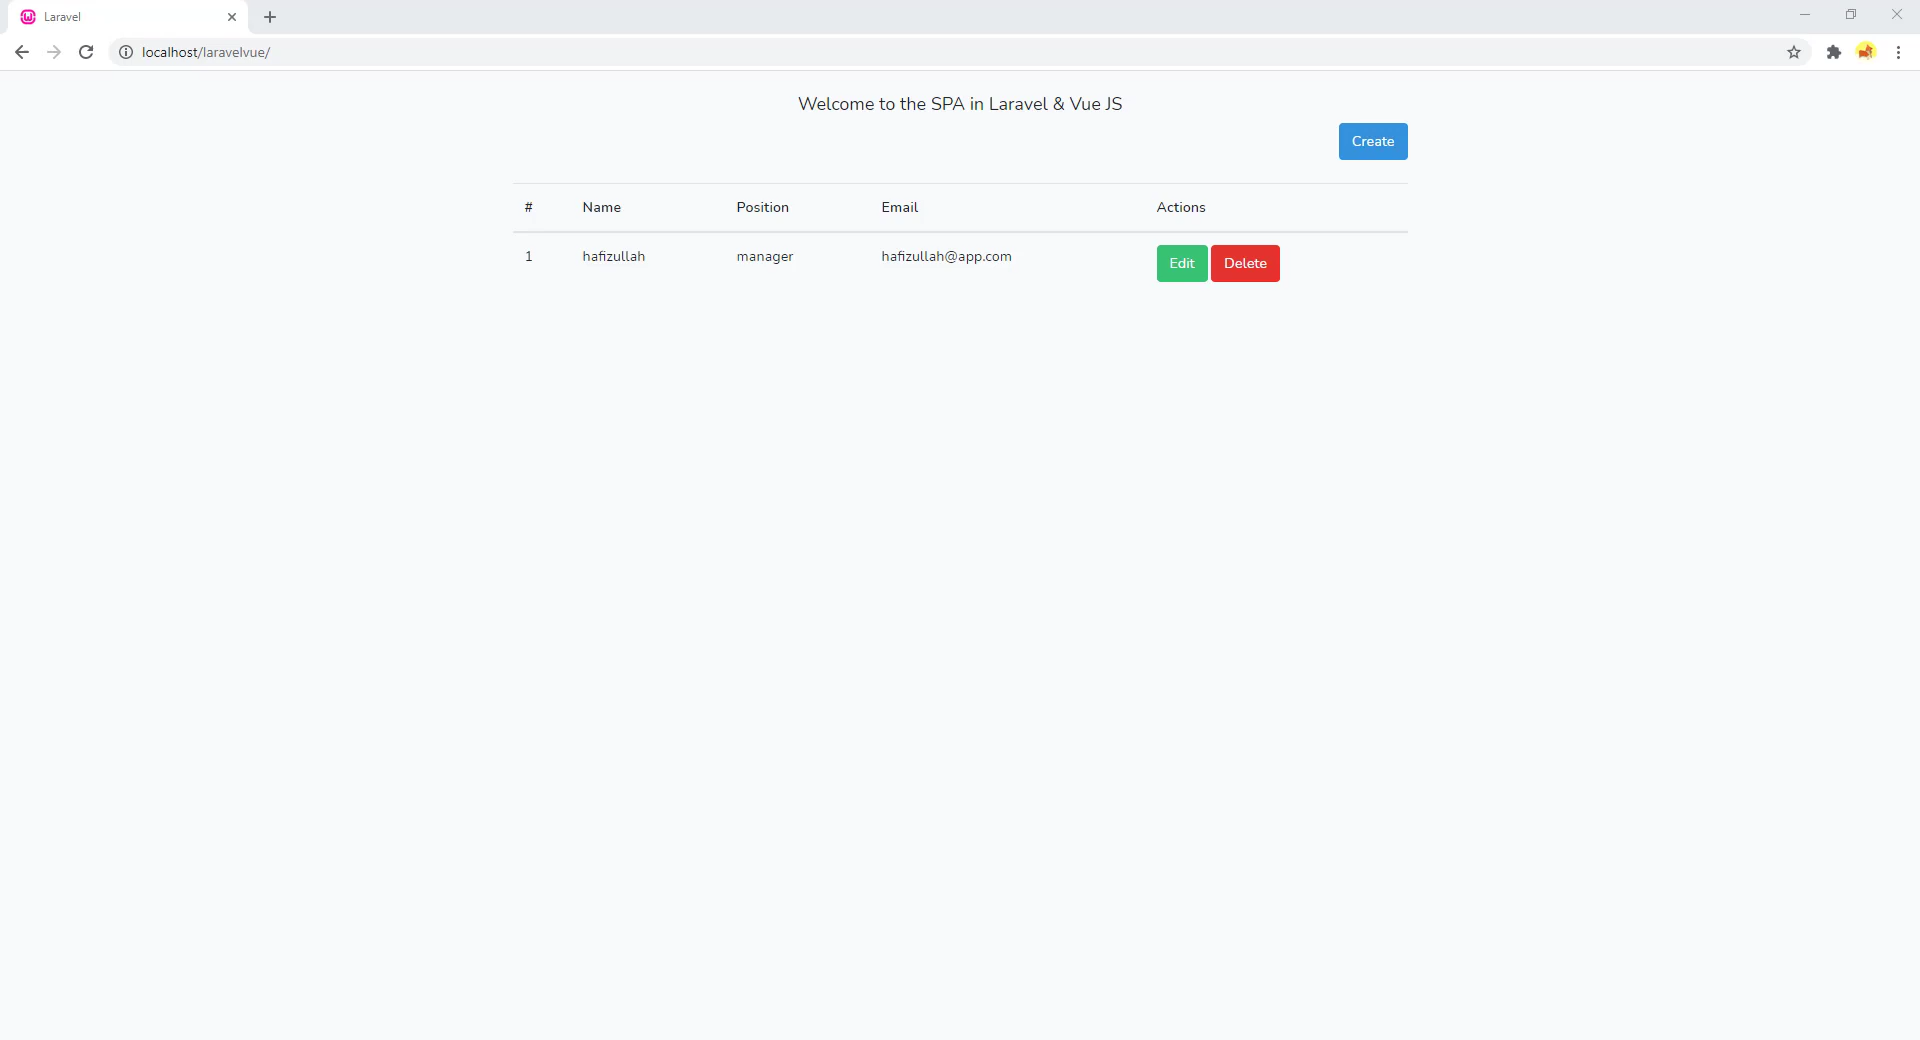 Laravel
localhost/laravelvue/
Welcome to the SPA in Laravel & Vue JS
Create
# Name Position Email Actions
1 hafizullah manager hafizullah@app.com Edit Delete